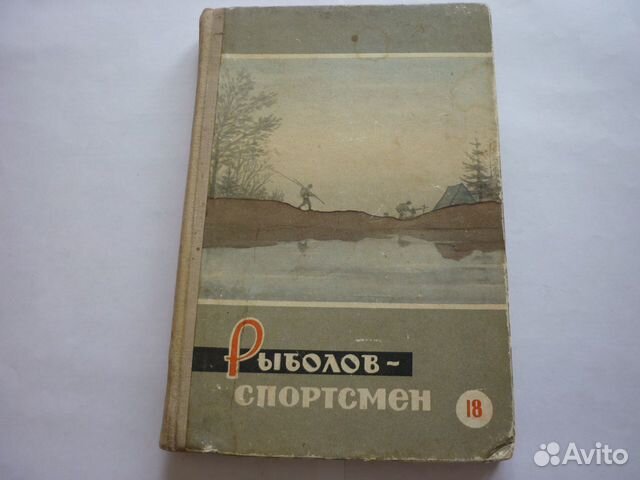 Рыболов-
спортсмен
18
Avito